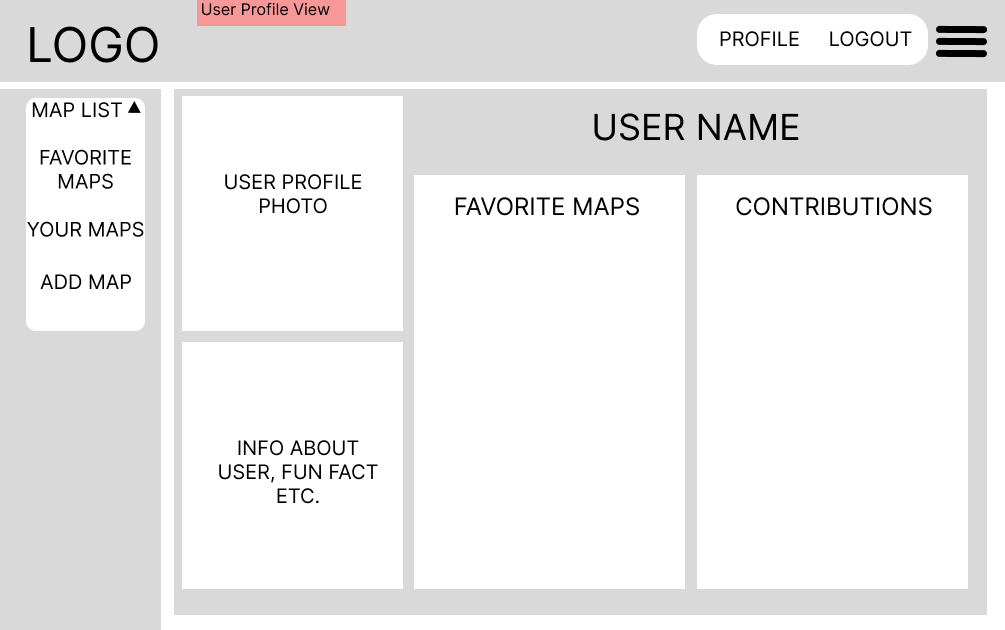 User Profile View
LOGO
PROFILE
LOGOUT
MAP LIST
FAVORITE
MAPS
YOUR MAPS
ADD MAP
USER PROFILE
PHOTO
INFO ABOUT
USER, FUN FACT
ETC.
USER NAME
FAVORITE MAPS
CONTRIBUTIONS